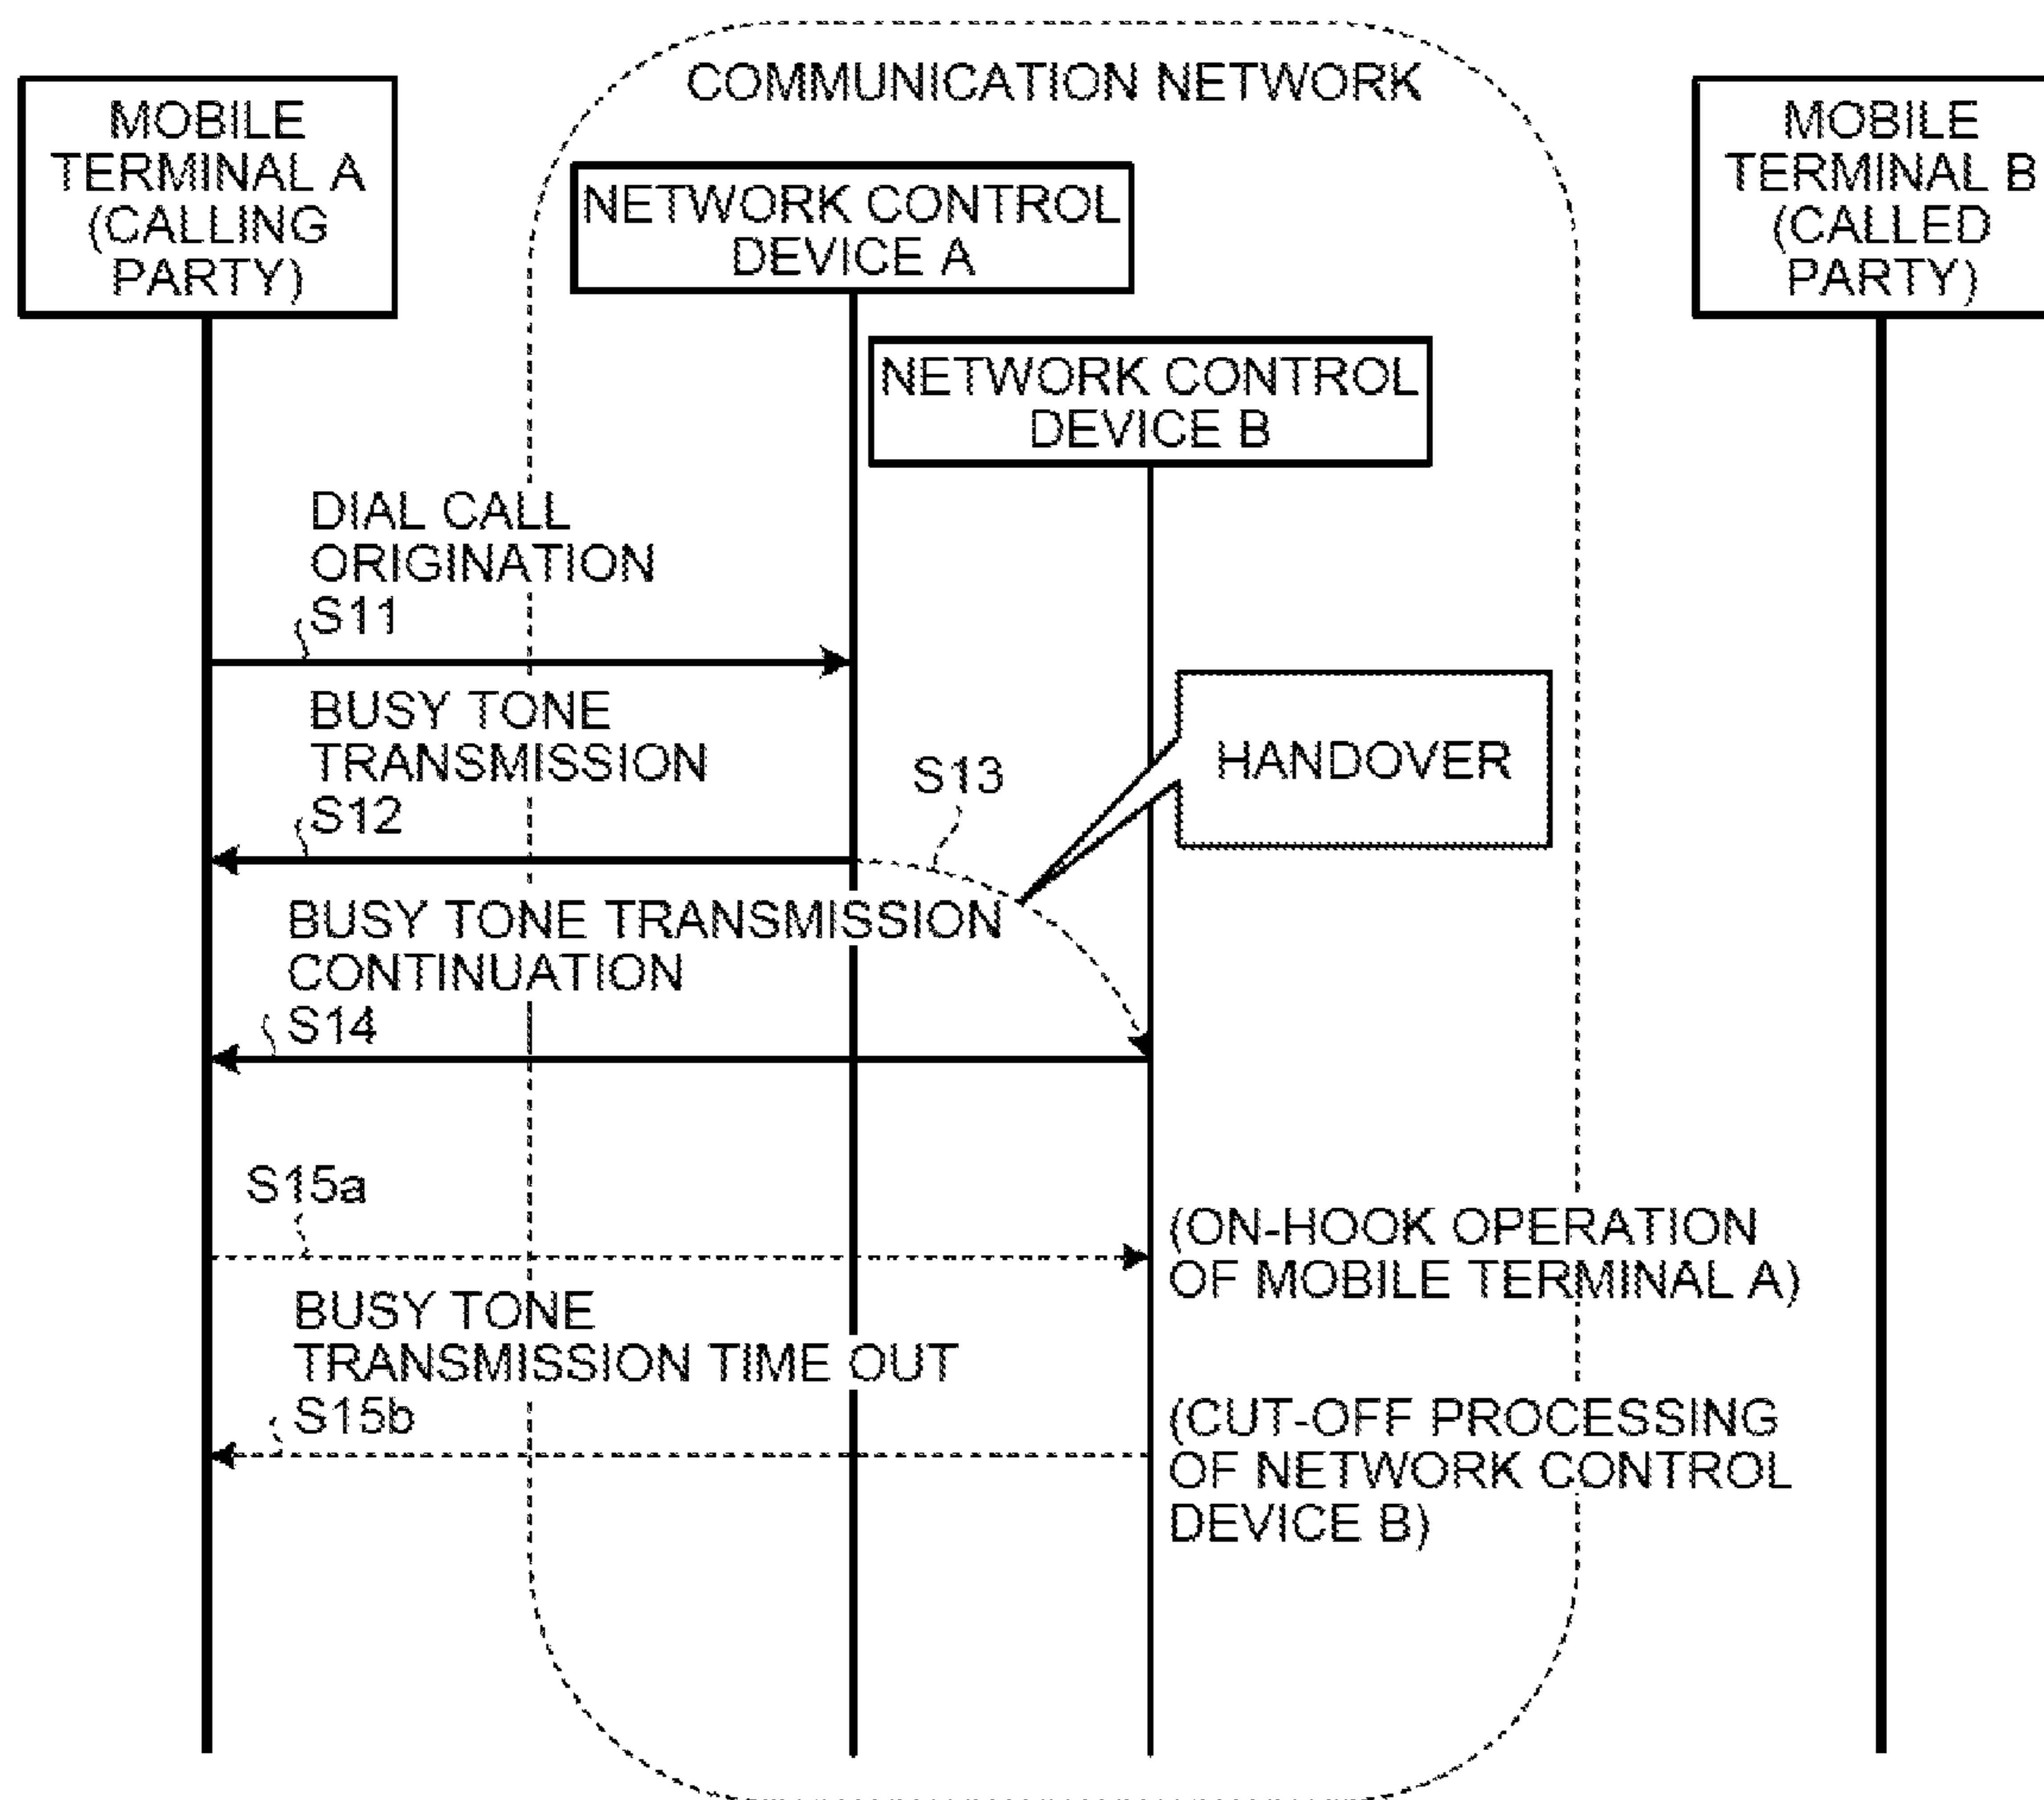 COMMUNICATION NETWORK
MOBILE
TERMINAL A
(CALLING
PARTY)
NETWORK CONTROL
DEVICE A
NETWORK CONTROL
DEVICE B
MOBILE
TERMINAL B
(CALLED
PARTY)
DIAL CALL
ORIGINATION
S11
BUSY TONE
TRANSMISSION
S12
S13
HANDOVER
BUSY TONE TRANSMISSION
CONTINUATION
S14
S15a
(ON-HOOK OPERATION
OF MOBILE TERMINAL A)
BUSY TONE
TRANSMISSION TIME OUT
S15b
(CUT-OFF PROCESSING
OF NETWORK CONTROL
DEVICE B)